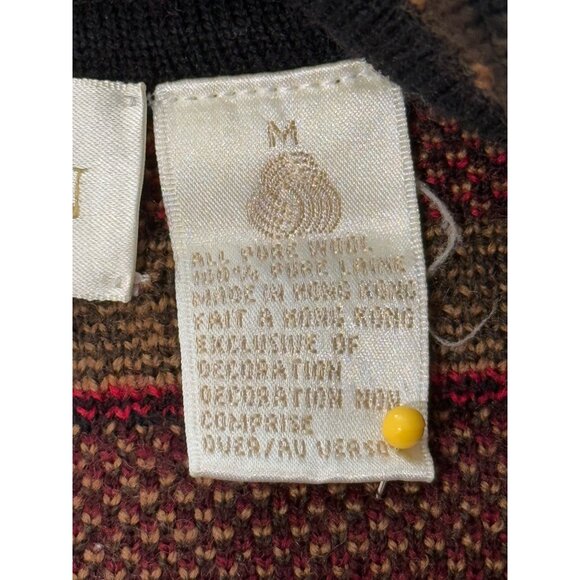 M
ALL PURE WOOL
100% PURE LAINE
MADE IN HONG KONG
FAIT A HONG KONG
EXCLUSIVE OF
DECORATION
DECORATION NON
COMPRISE
OVER/AU VERSO